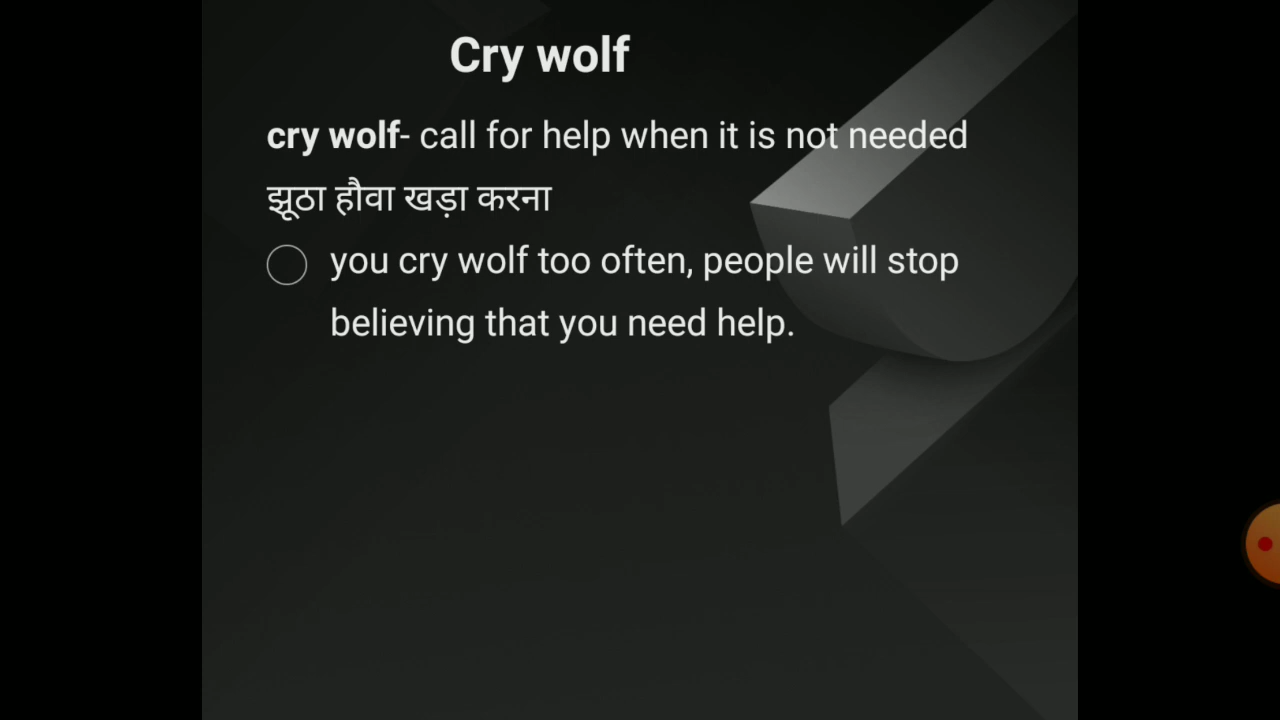 Cry wolf
cry wolf- call for help when it is not needed
झूठा हौवा खड़ा करना
you cry wolf too often, people will stop
believing that you need help.